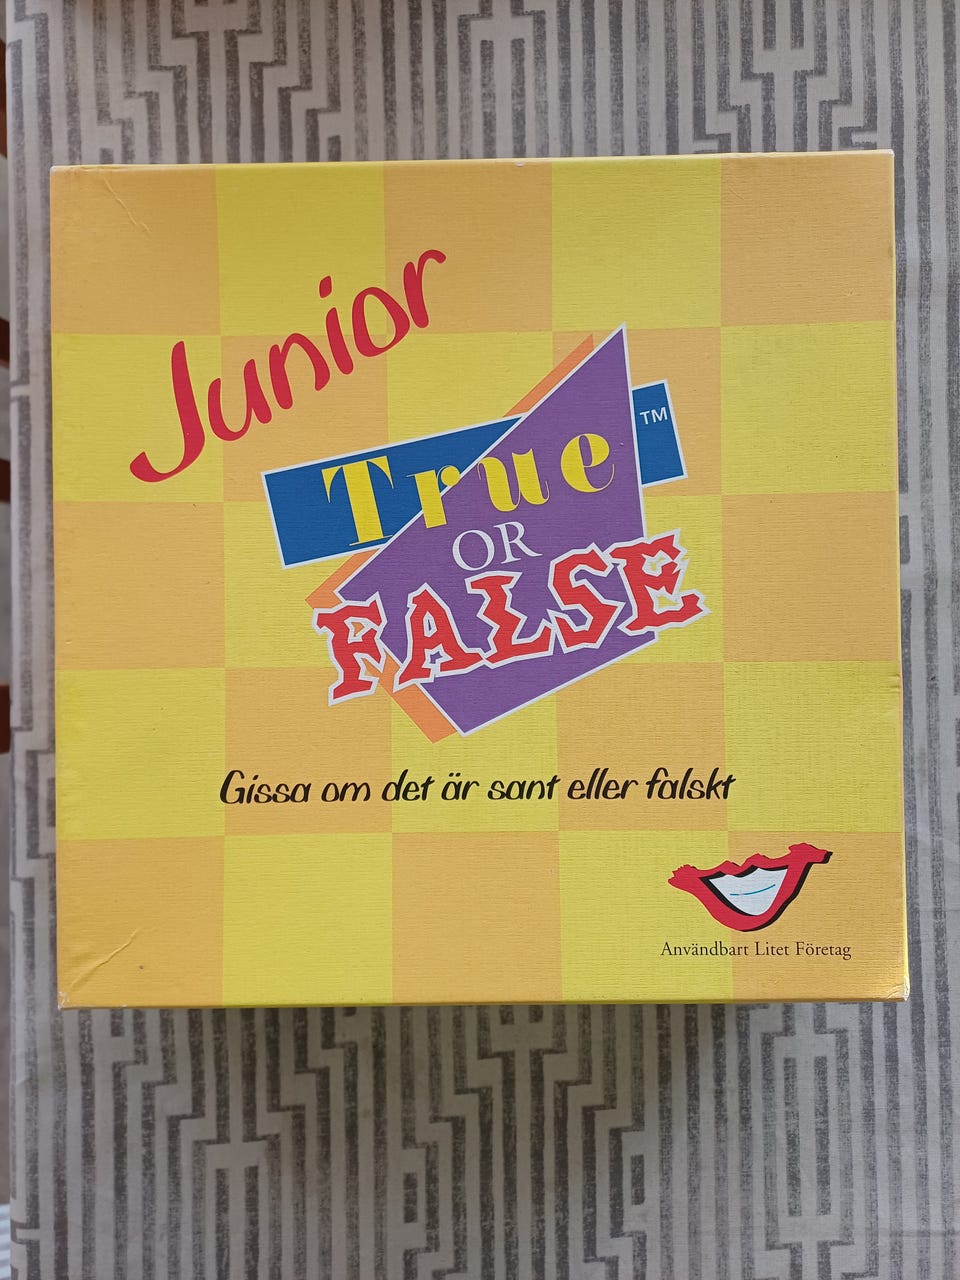 Junior
True
TM
OR
FALSE
Gissa om det är sant eller falskt
Användbart Litet Företag